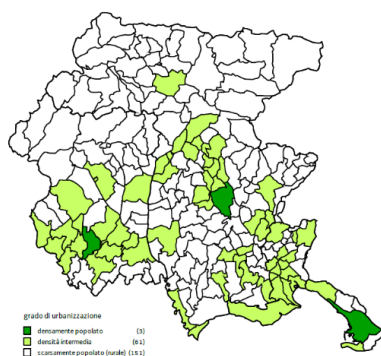 grado di urbanizzazione
densamente popolato (3)
densità intermedia (61)
scarsamente popolato (rurale) (151)